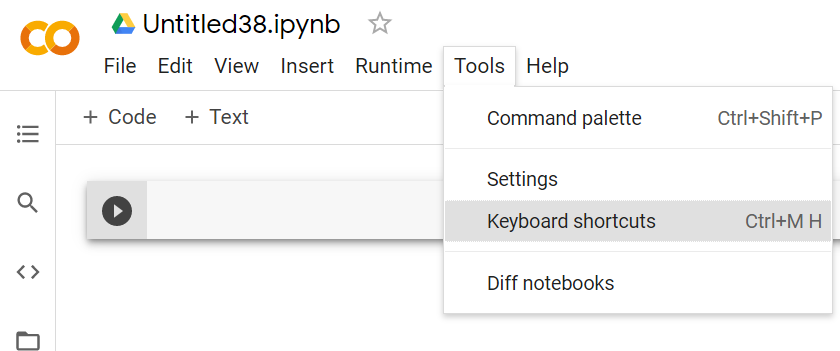 Untitled38.ipynb
File Edit View Insert Runtime Tools Help
+ Code + Text
Command palette Ctrl+Shift+P
Settings
Keyboard shortcuts Ctrl+M H
Diff notebooks